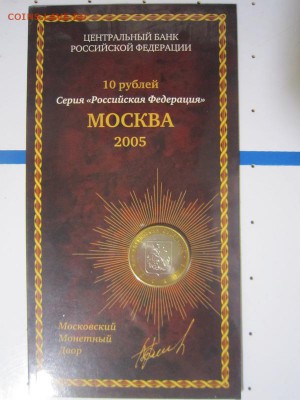 ЦЕНТРАЛЬНЫЙ БАНК
РОССИЙСКОЙ ФЕДЕРАЦИИ
10 рублей
Серия «Российская Федерация»
МОСКВА
2005
Московский
Монетный
Двор